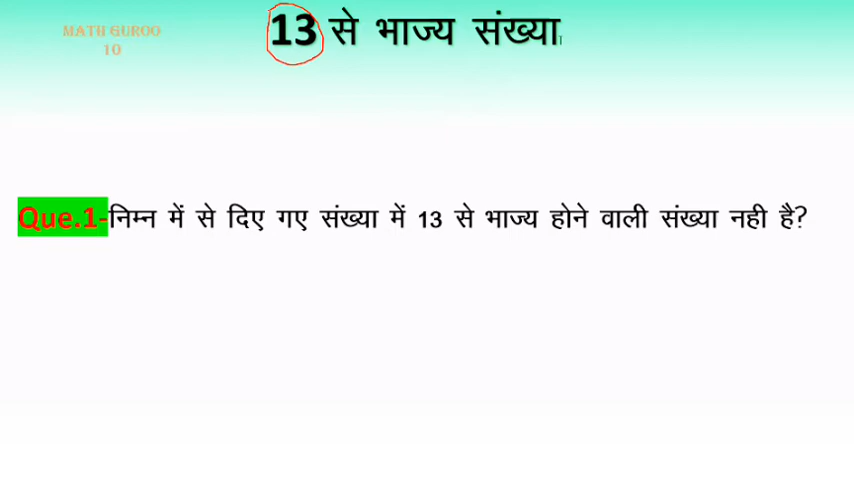 MATH GUROO
10
13 से भाज्य संख्या
Que.1-निम्न में से दिए गए संख्या में 13 से भाज्य होने वाली संख्या नही है?